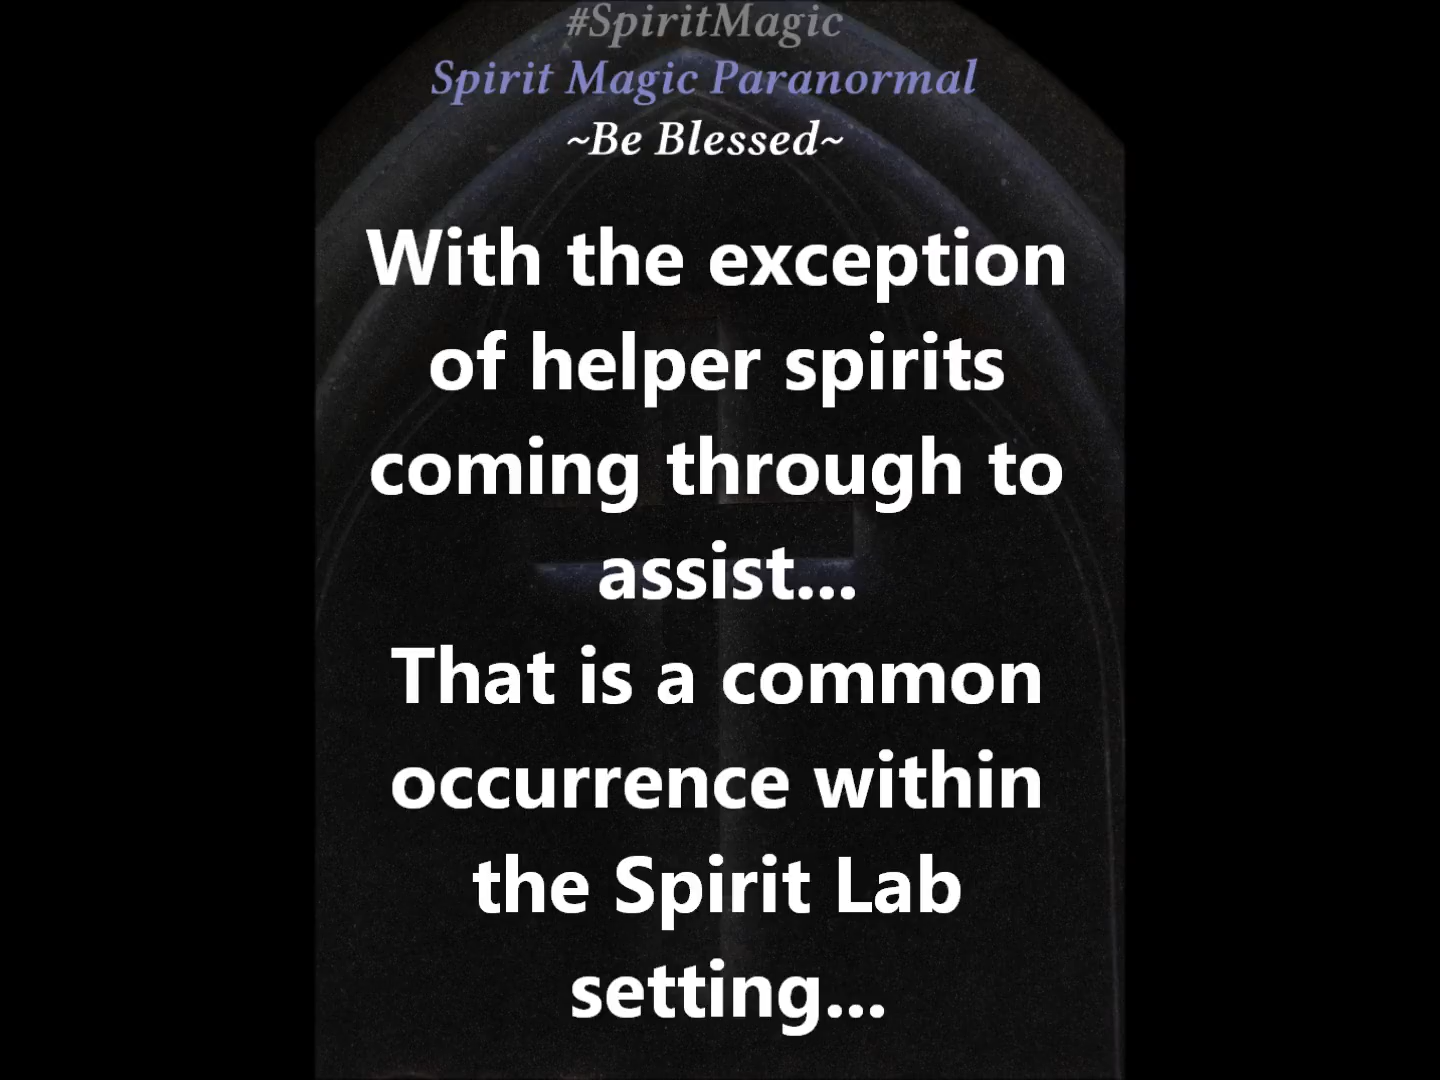 #SpiritMagic
Spirit Magic Paranormal
~Be Blessed~
With the exception
of helper spirits
coming through to
assist...
That is a common
occurrence within
the Spirit Lab
setting...